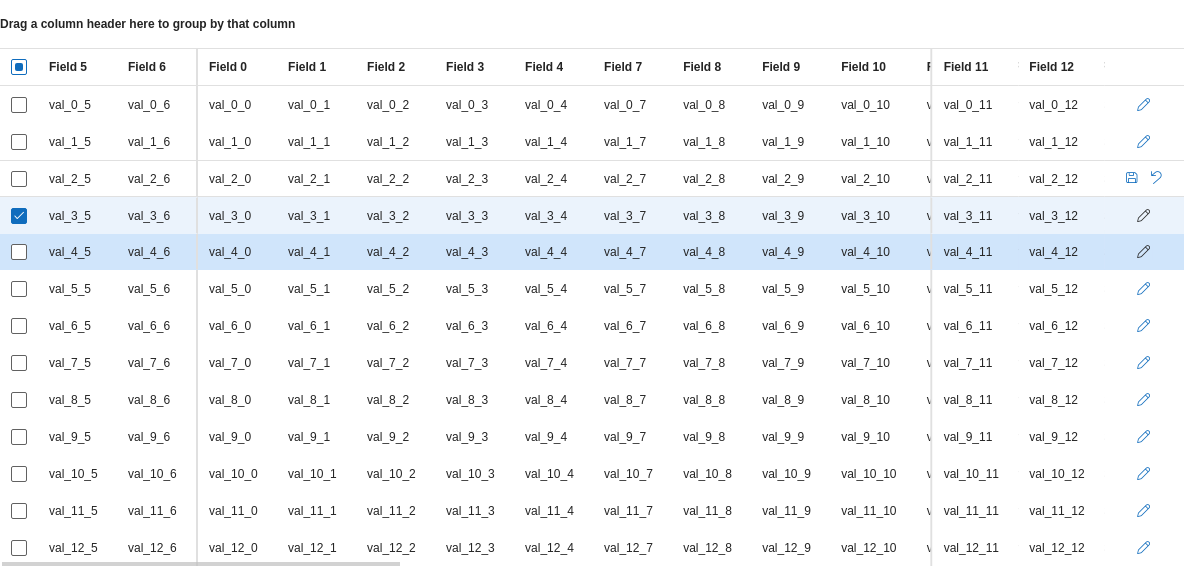 Drag a column header here to group by that column
Field 5 Field 6 Field 0 Field 1 Field 2 Field 3 Field 4 Field 7 Field 8 Field 9 Field 10 Field 11 Field 12
val_0_5 val_0_6 val_0_0 val_0_1 val_0_2 val_0_3 val_0_4 val_0_7 val_0_8 val_0_9 val_0_10 val_0_11 val_0_12
val_1_5 val_1_6 val_1_0 val_1_1 val_1_2 val_1_3 val_1_4 val_1_7 val_1_8 val_1_9 val_1_10 val_1_11 val_1_12
val_2_5 val_2_6 val_2_0 val_2_1 val_2_2 val_2_3 val_2_4 val_2_7 val_2_8 val_2_9 val_2_10 val_2_11 val_2_12
val_3_5 val_3_6 val_3_0 val_3_1 val_3_2 val_3_3 val_3_4 val_3_7 val_3_8 val_3_9 val_3_10 val_3_11 val_3_12
val_4_5 val_4_6 val_4_0 val_4_1 val_4_2 val_4_3 val_4_4 val_4_7 val_4_8 val_4_9 val_4_10 val_4_11 val_4_12
val_5_5 val_5_6 val_5_0 val_5_1 val_5_2 val_5_3 val_5_4 val_5_7 val_5_8 val_5_9 val_5_10 val_5_11 val_5_12
val_6_5 val_6_6 val_6_0 val_6_1 val_6_2 val_6_3 val_6_4 val_6_7 val_6_8 val_6_9 val_6_10 val_6_11 val_6_12
val_7_5 val_7_6 val_7_0 val_7_1 val_7_2 val_7_3 val_7_4 val_7_7 val_7_8 val_7_9 val_7_10 val_7_11 val_7_12
val_8_5 val_8_6 val_8_0 val_8_1 val_8_2 val_8_3 val_8_4 val_8_7 val_8_8 val_8_9 val_8_10 val_8_11 val_8_12
val_9_5 val_9_6 val_9_0 val_9_1 val_9_2 val_9_3 val_9_4 val_9_7 val_9_8 val_9_9 val_9_10 val_9_11 val_9_12
val_10_5 val_10_6 val_10_0 val_10_1 val_10_2 val_10_3 val_10_4 val_10_7 val_10_8 val_10_9 val_10_10 val_10_11 val_10_12
val_11_5 val_11_6 val_11_0 val_11_1 val_11_2 val_11_3 val_11_4 val_11_7 val_11_8 val_11_9 val_11_10 val_11_11 val_11_12
val_12_5 val_12_6 val_12_0 val_12_1 val_12_2 val_12_3 val_12_4 val_12_7 val_12_8 val_12_9 val_12_10 val_12_11 val_12_12